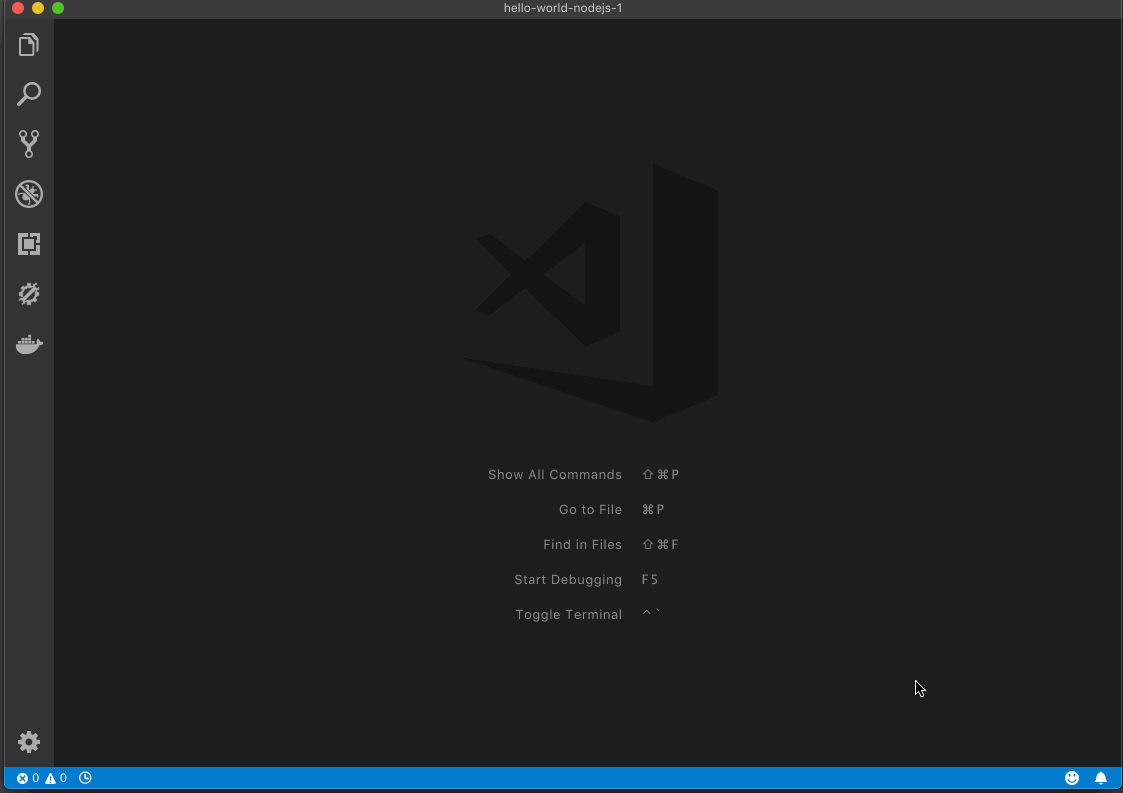 hello-world-nodejs-1
Show All Commands ⇧⌘P
Go to File ⌘P
Find in Files ⇧⌘F
Start Debugging F5
Toggle Terminal ^`
0 0